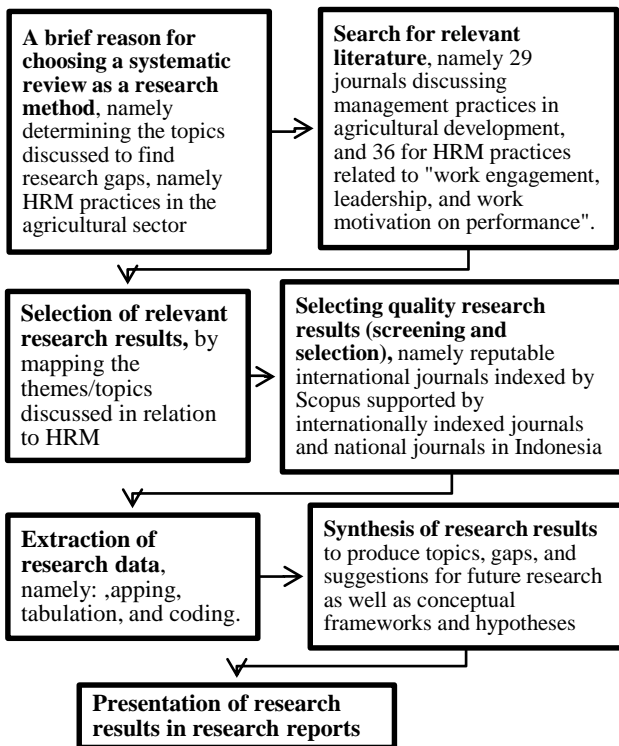 A brief reason for
choosing a systematic
review as a research
method, namely
determining the topics
discussed to find
research gaps, namely
HRM practices in the
agricultural sector
Search for relevant
literature, namely 29
journals discussing
management practices in
agricultural development,
and 36 for HRM practices
related to "work engagement,
leadership, and work
motivation on performance".
Selection of relevant
research results, by
mapping the
themes/topics
discussed in relation
to HRM
Selecting quality research
results (screening and
selection), namely reputable
international journals indexed by
Scopus supported by
internationally indexed journals
and national journals in Indonesia
Extraction of
research data,
namely: ,apping,
tabulation, and coding.
Synthesis of research results
to produce topics, gaps, and
suggestions for future research
as well as conceptual
frameworks and hypotheses
Presentation of research
results in research reports